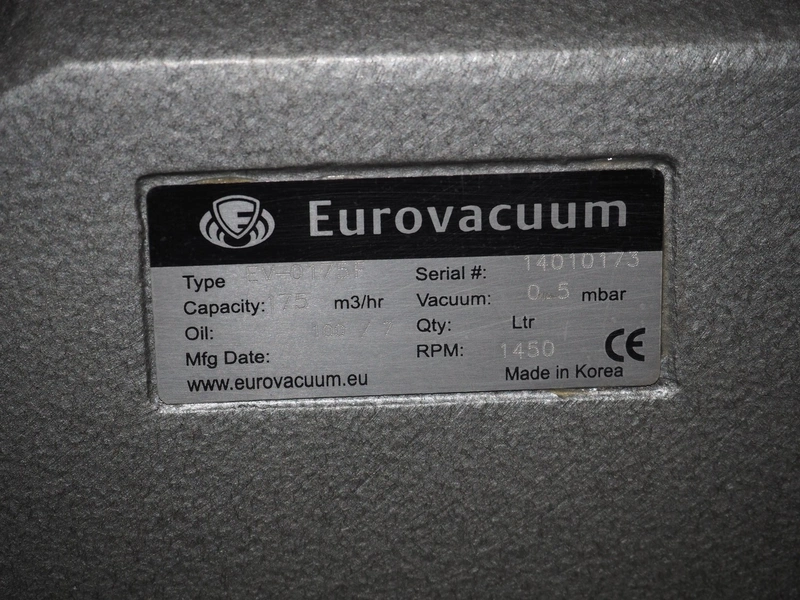 E
Eurovacuum
Type Serial #: 14010173
Capacity: 175 m3/hr Vacuum: 0.5 mbar
Oil: Qty: Ltr
Mfg Date: RPM: 1450 CE
www.eurovacuum.eu Made in Korea